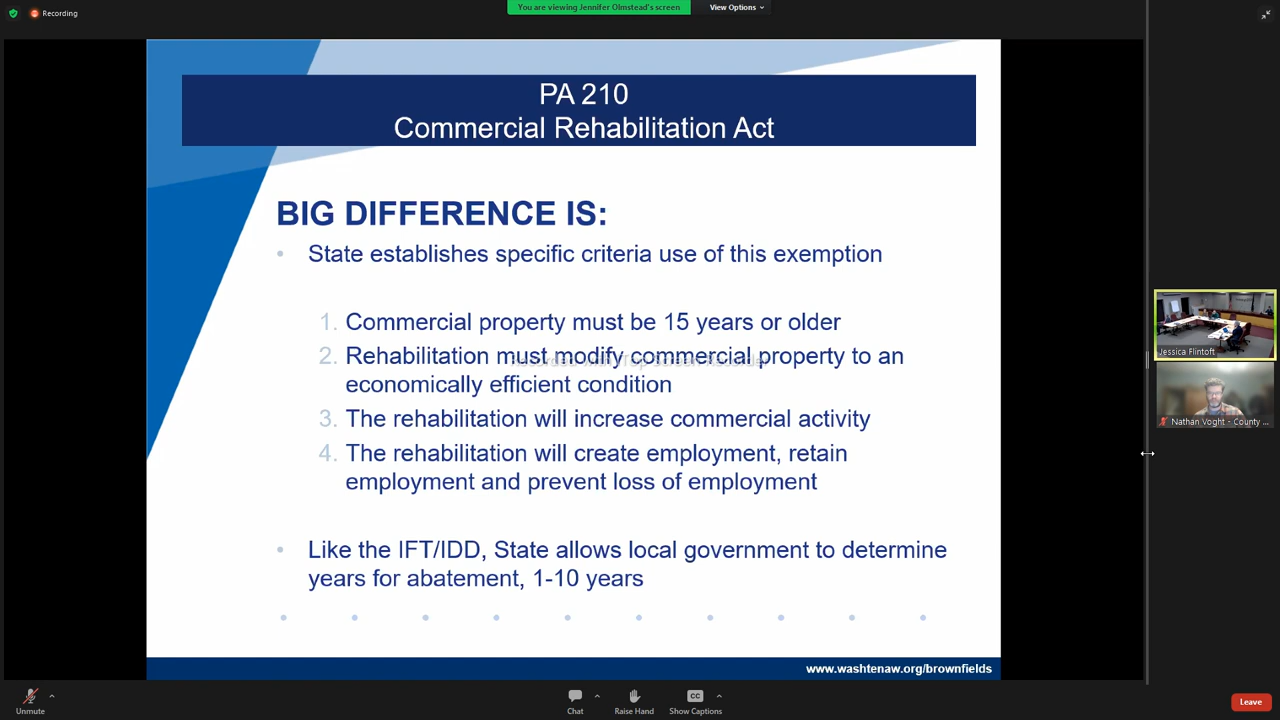 Recording
You are viewing Jennifer Olmstead's screen
View Options
PA 210
Commercial Rehabilitation Act
BIG DIFFERENCE IS:
• State establishes specific criteria use of this exemption
1. Commercial property must be 15 years or older
2. Rehabilitation must modify commercial property to an
economically efficient condition
3. The rehabilitation will increase commercial activity
4. The rehabilitation will create employment, retain
employment and prevent loss of employment
• Like the IFT/IDD, State allows local government to determine
years for abatement, 1-10 years
www.washtenaw.org/brownfields
Jessica Flintoft
Nathan Voght - County ...
Unmute
Chat
Raise Hand
CC
Show Captions
Leave